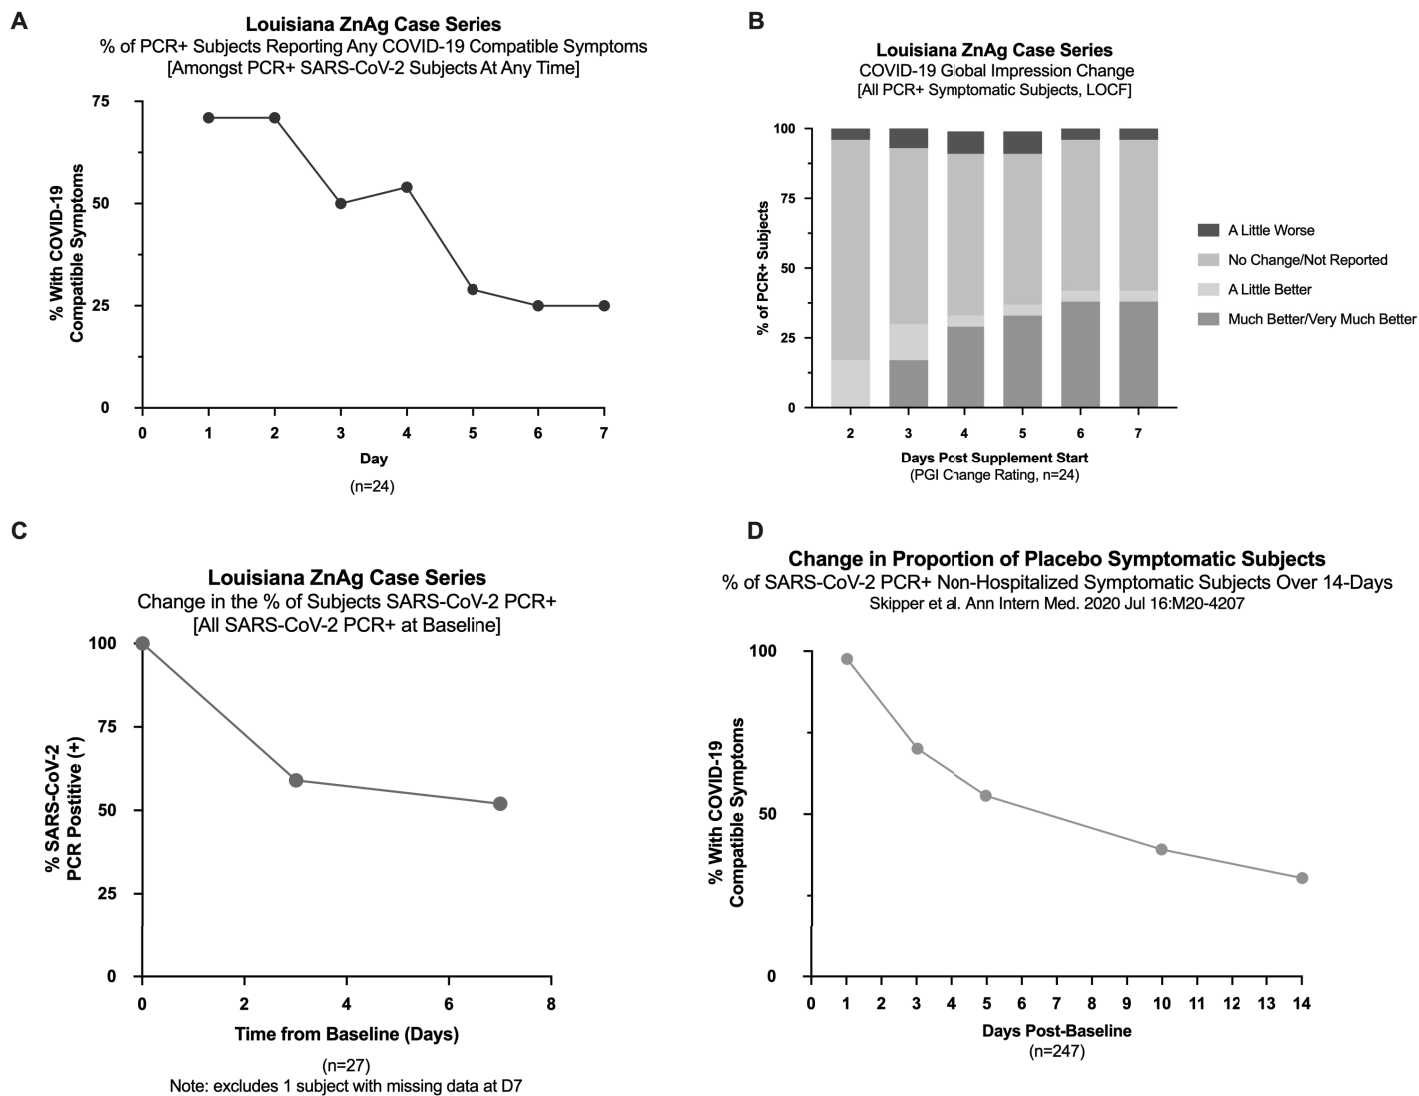 A
Louisiana ZnAg Case Series
% of PCR+ Subjects Reporting Any COVID-19 Compatible Symptoms
[Amongst PCR+ SARS-CoV-2 Subjects At Any Time]
% With COVID-19
Compatible Symptoms
75
50
25
0
0 1 2 3 4 5 6 7
Day
(n=24)
B
Louisiana ZnAg Case Series
COVID-19 Global Impression Change
[All PCR+ Symptomatic Subjects, LOCF]
% of PCR+ Subjects
100
75
50
25
0
2 3 4 5 6 7
Days Post Supplement Start
(PGI Change Rating, n=24)
A Little Worse
No Change/Not Reported
A Little Better
Much Better/Very Much Better
C
Louisiana ZnAg Case Series
Change in the % of Subjects SARS-CoV-2 PCR+
[All SARS-CoV-2 PCR+ at Baseline]
% SARS-CoV-2
PCR Postitive (+)
100
75
50
25
0
0 2 4 6 8
Time from Baseline (Days)
(n=27)
Note: excludes 1 subject with missing data at D7
D
Change in Proportion of Placebo Symptomatic Subjects
% of SARS-CoV-2 PCR+ Non-Hospitalized Symptomatic Subjects Over 14-Days
Skipper et al. Ann Intern Med. 2020 Jul 16:M20-4207
% With COVID-19
Compatible Symptoms
100
50
0
0 1 2 3 4 5 6 7 8 9 10 11 12 13 14
Days Post-Baseline
(n=247)